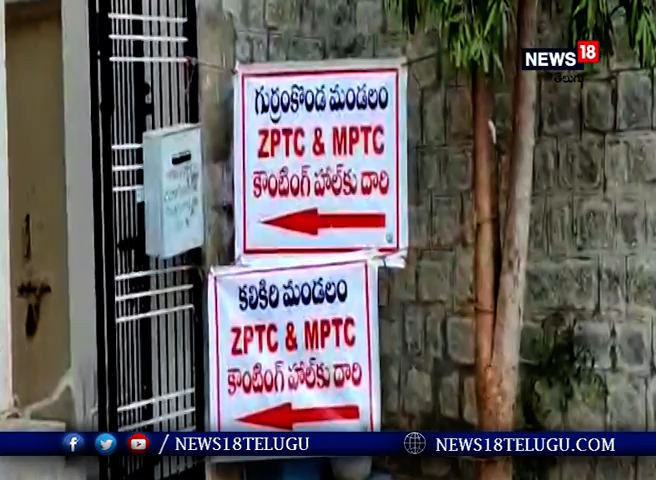 NEWS18
తెలుగు
గుర్రంకొండ మండలం
ZPTC & MPTC
కౌంటింగ్ హాల్‌కు దారి
కలికిరి మండలం
ZPTC & MPTC
కౌంటింగ్ హాల్‌కు దారి
/NEWS18TELUGU
NEWS18TELUGU.COM